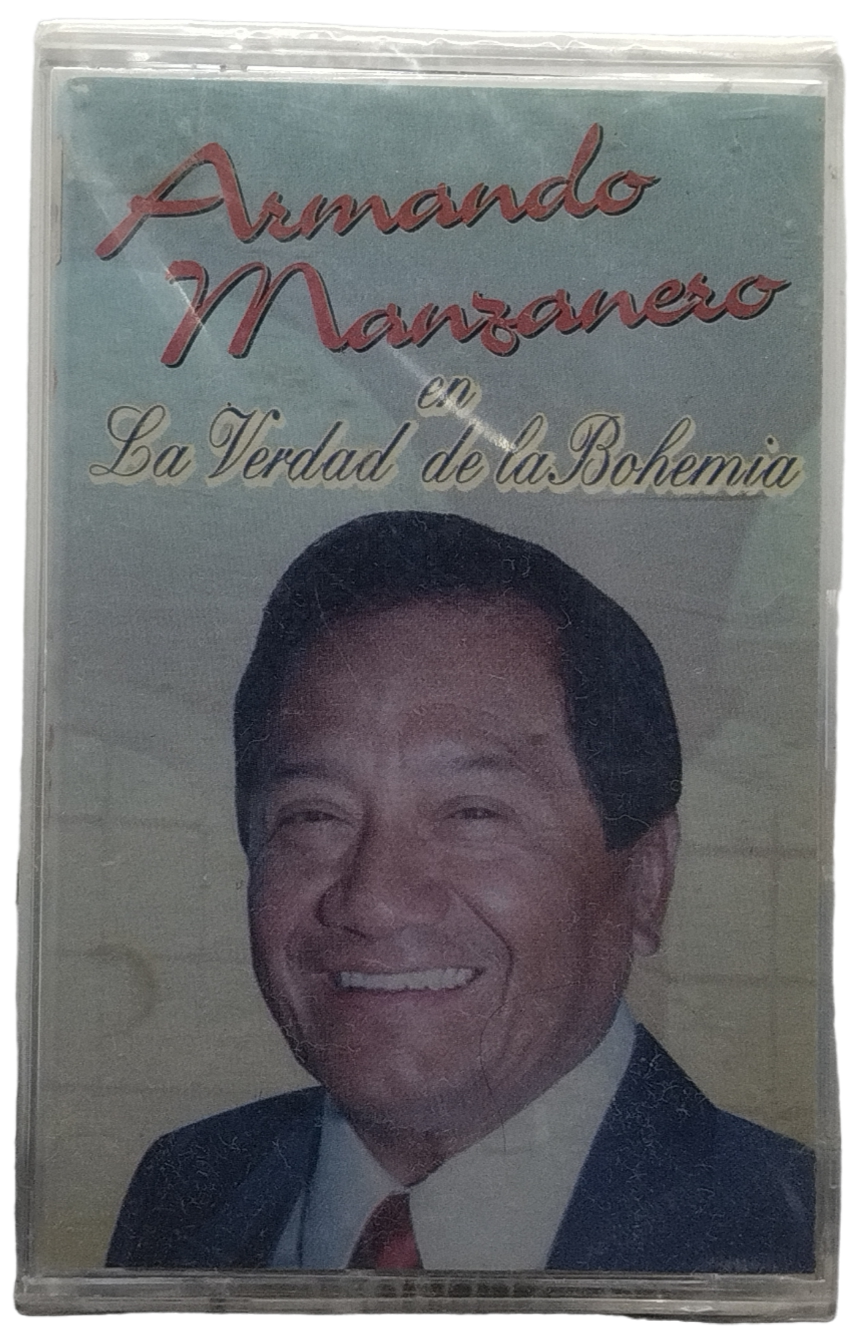 Armando
Manzanero
en
La Verdad de la Bohemia